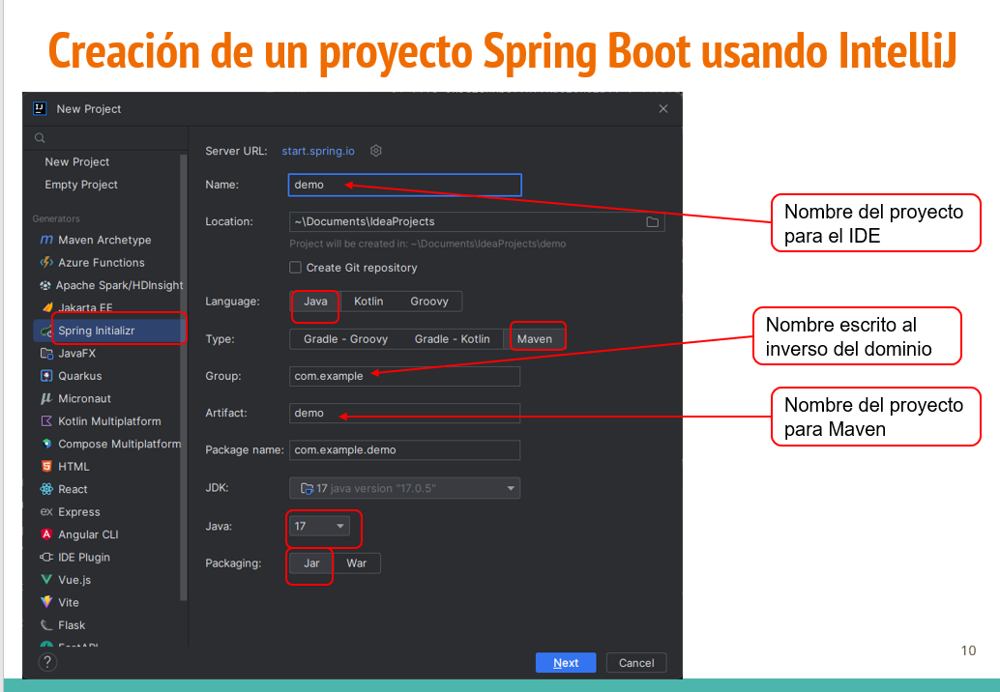 Creación de un proyecto Spring Boot usando IntelliJ
New Project
New Project
Empty Project
Generators
Maven Archetype
Azure Functions
Apache Spark/HDInsight
Jakarta EE
Spring Initializr
JavaFX
Quarkus
Micronaut
Kotlin Multiplatform
Compose Multiplatform
HTML
React
ex Express
Angular CLI
IDE Plugin
Vue.js
Vite
Flask
FastAPI
?
Server URL: start.spring.io
Name: demo
Location: ~\Documents\IdeaProjects
Project will be created in: ~\Documents\IdeaProjects\demo
Create Git repository
Language: Java Kotlin Groovy
Type: Gradle - Groovy Gradle - Kotlin Maven
Group: com.example
Artifact: demo
Package name: com.example.demo
JDK: 17 java version "17.0.5"
Java: 17
Packaging: Jar War
Next Cancel
Nombre del proyecto
para el IDE
Nombre escrito al
inverso del dominio
Nombre del proyecto
para Maven
10